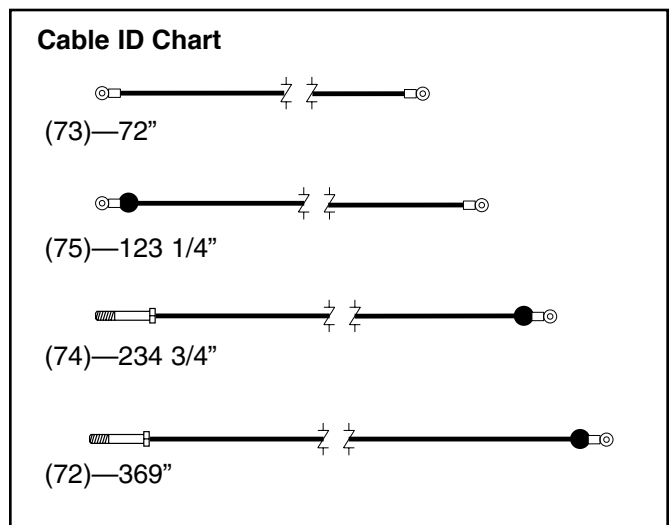 Cable ID Chart
(73)—72”
(75)—123 1/4”
(74)—234 3/4”
(72)—369”